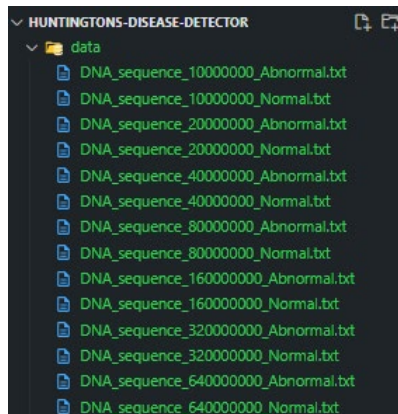 HUNTINGTONS-DISEASE-DETECTOR
data
DNA_sequence_10000000_Abnormal.txt
DNA_sequence_10000000_Normal.txt
DNA_sequence_20000000_Abnormal.txt
DNA_sequence_20000000_Normal.txt
DNA_sequence_40000000_Abnormal.txt
DNA_sequence_40000000_Normal.txt
DNA_sequence_80000000_Abnormal.txt
DNA_sequence_80000000_Normal.txt
DNA_sequence_160000000_Abnormal.txt
DNA_sequence_160000000_Normal.txt
DNA_sequence_320000000_Abnormal.txt
DNA_sequence_320000000_Normal.txt
DNA_sequence_640000000_Abnormal.txt
DNA_sequence_640000000_Normal.txt